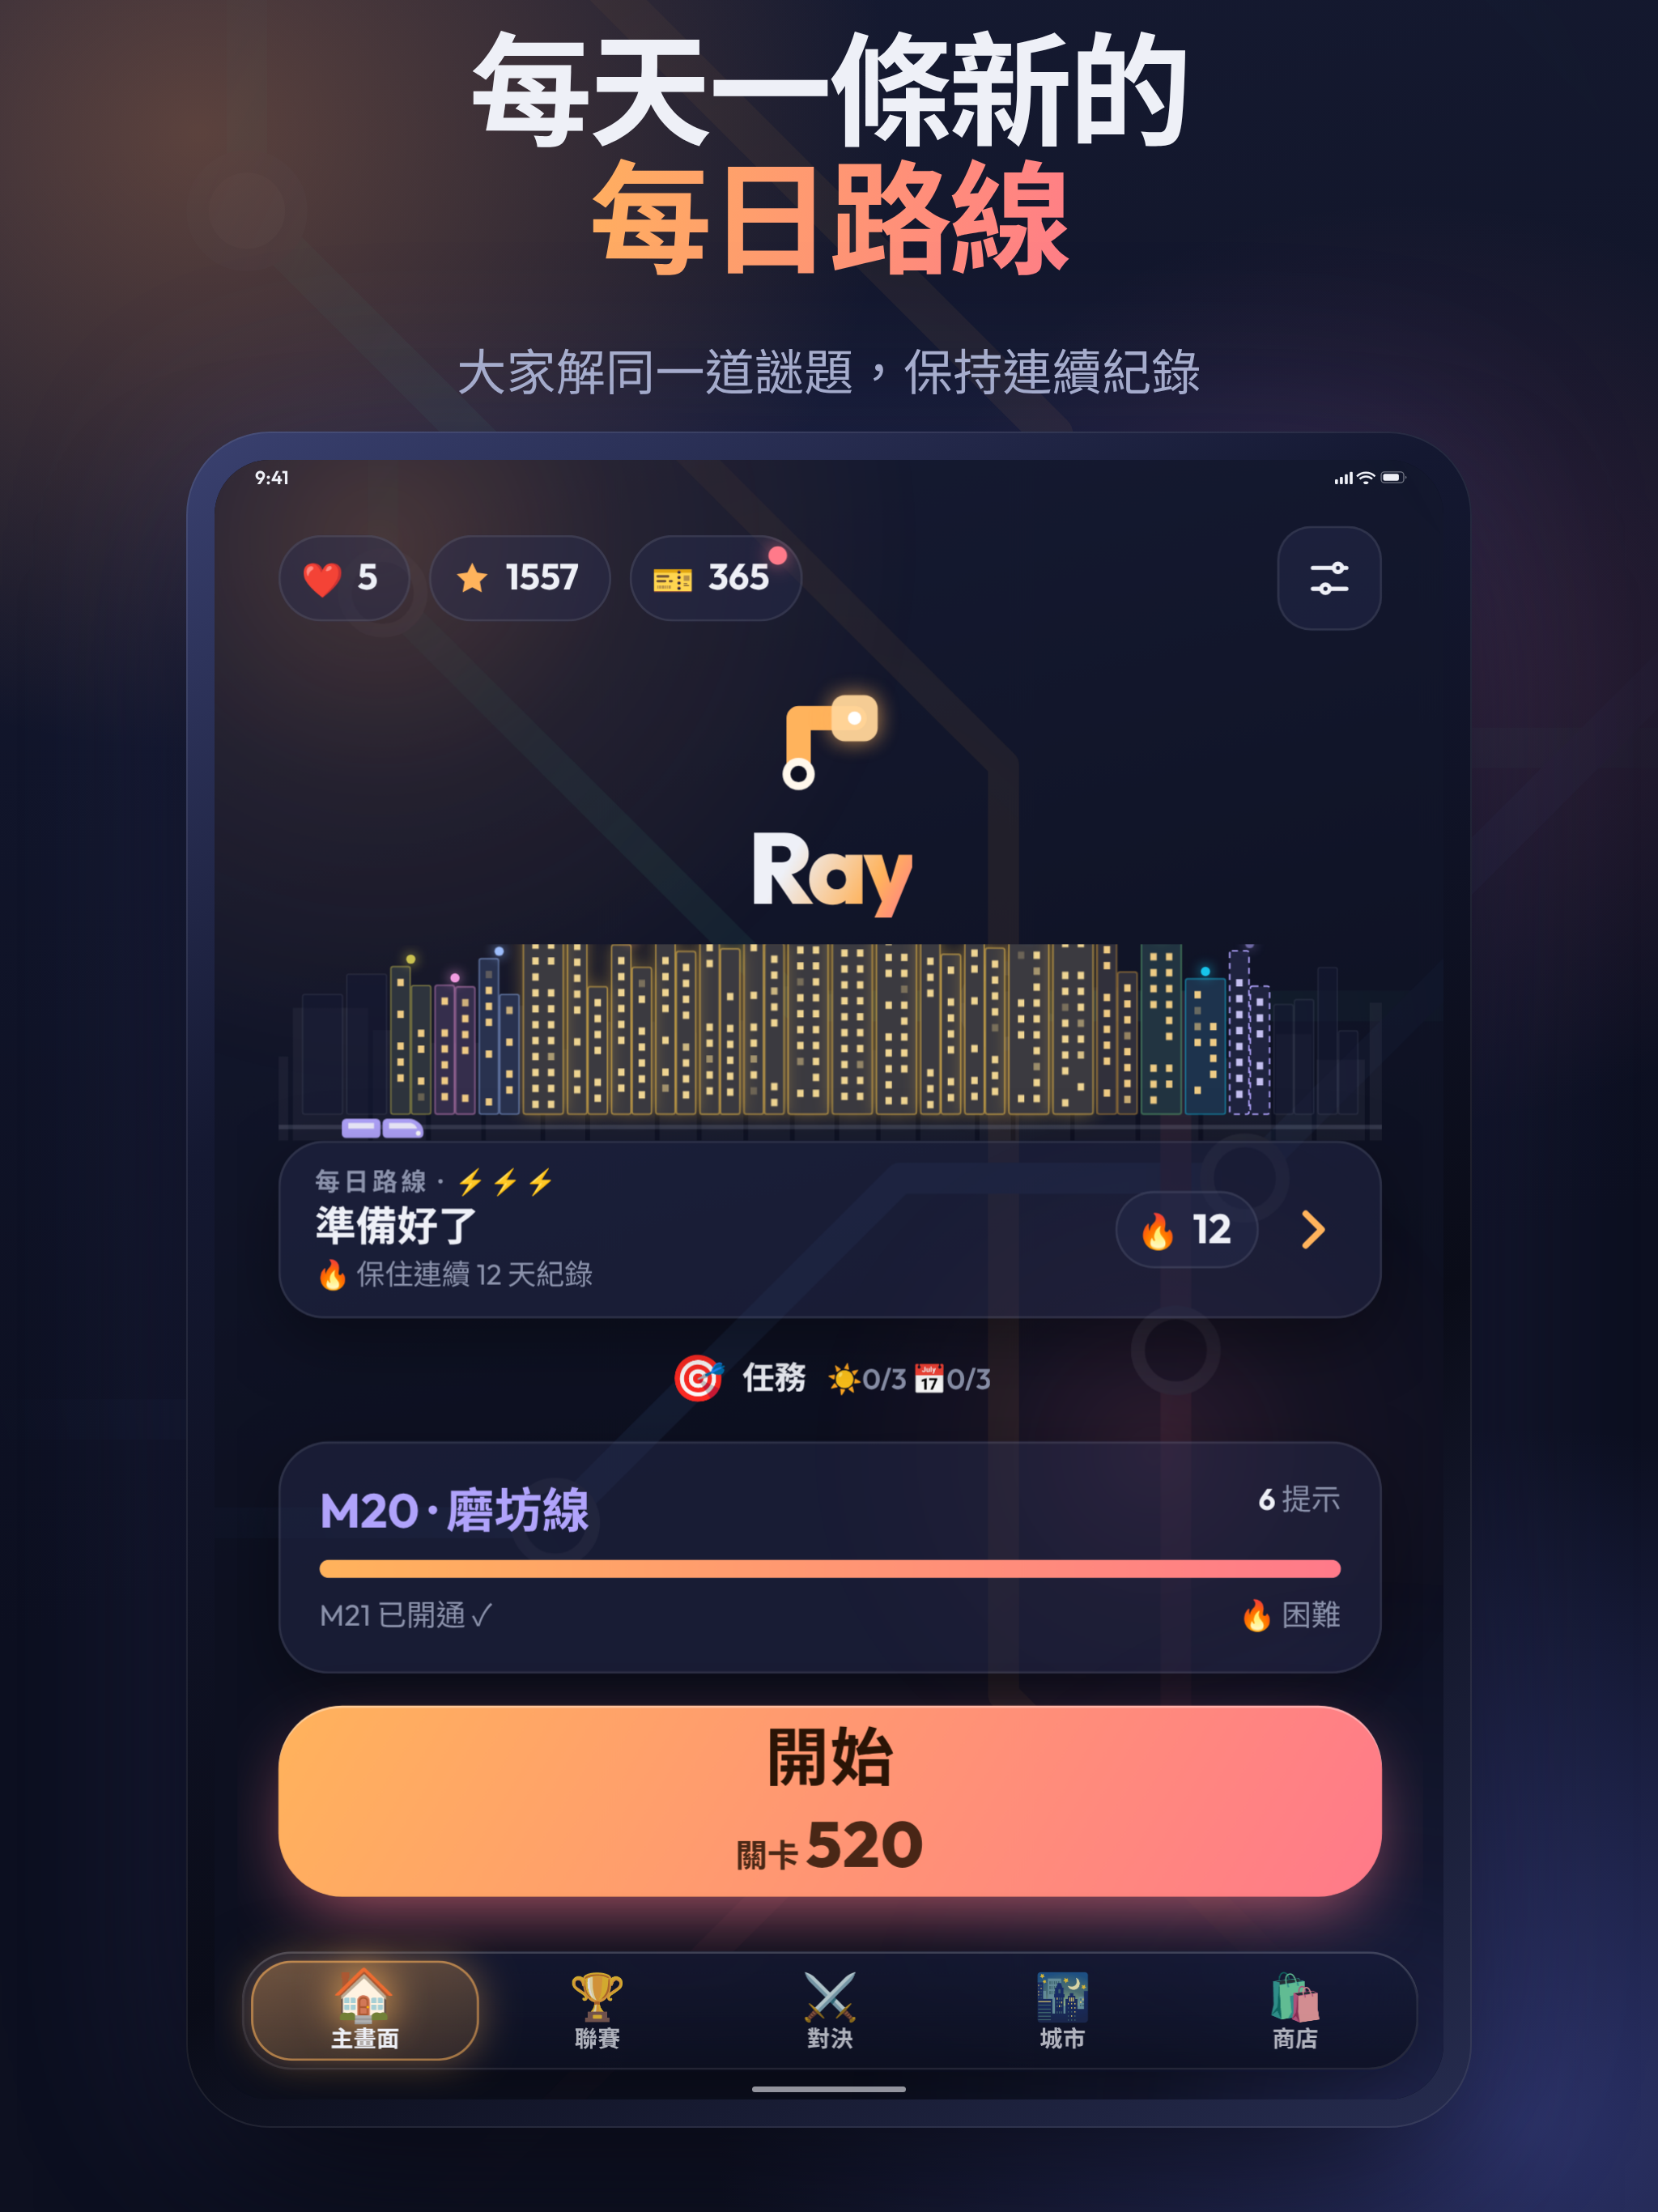 每天一條新的
每日路線
大家解同一道謎題，保持連續紀錄
9:41
❤️ 5 ⭐ 1557 🎫 365
Ray
每日路線 · ⚡⚡⚡
準備好了
🔥 保住連續 12 天紀錄
🔥 12
🎯 任務 ☀️0/3 📅0/3
M20 · 磨坊線
6 提示
M21 已開通 ✓
🔥 困難
開始
關卡 520
主畫面 聯賽 對決 城市 商店